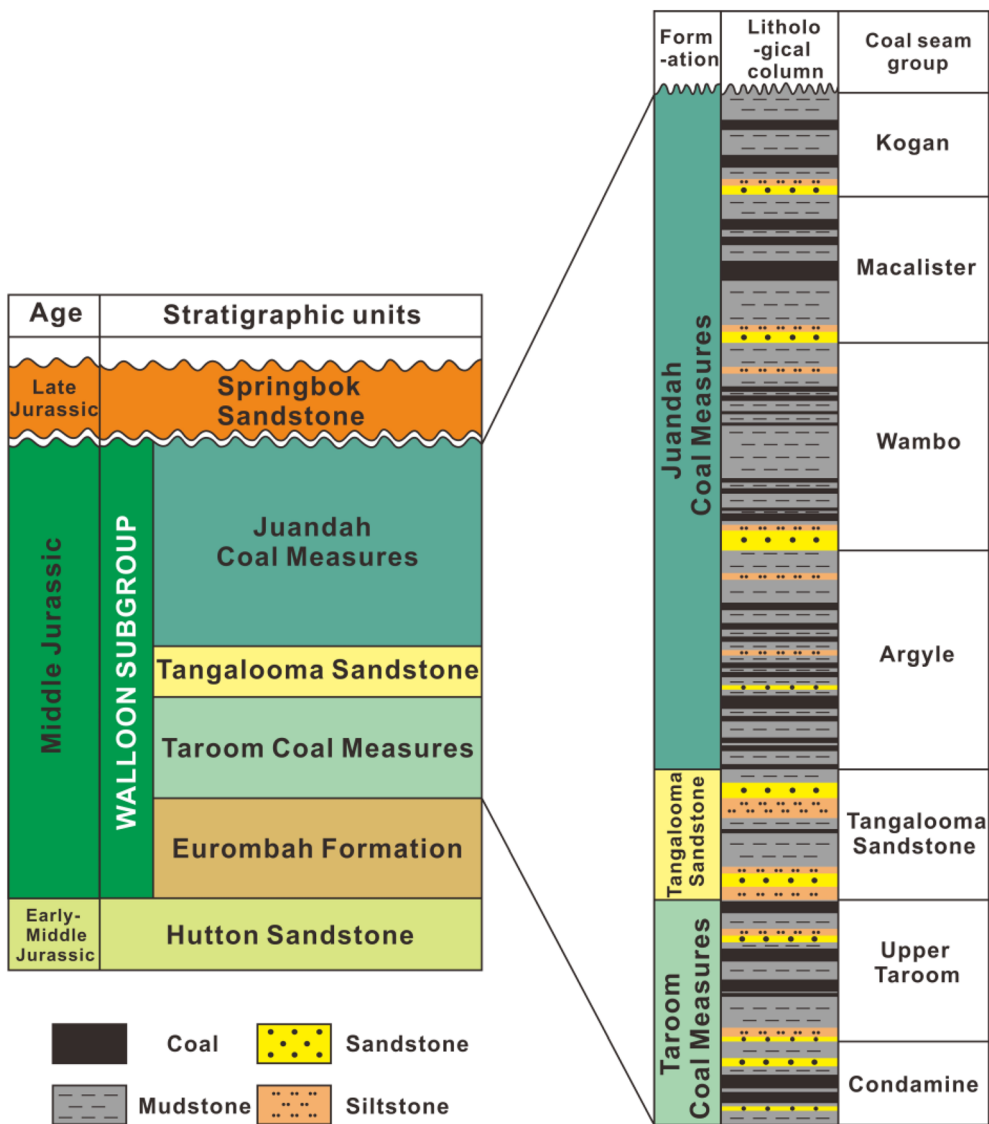 Age
Stratigraphic units
Late
Jurassic
Springbok
Sandstone
Middle Jurassic
WALLOON SUBGROUP
Juandah
Coal Measures
Tangalooma Sandstone
Taroom Coal Measures
Eurombah Formation
Early-
Middle
Jurassic
Hutton Sandstone
Coal
Sandstone
Mudstone
Siltstone
Form
-ation
Litholo
-gical
column
Coal seam
group
Juandah
Coal Measures
Kogan
Macalister
Wambo
Argyle
Tangalooma
Sandstone
Tangalooma
Sandstone
Taroom
Coal Measures
Upper
Taroom
Condamine